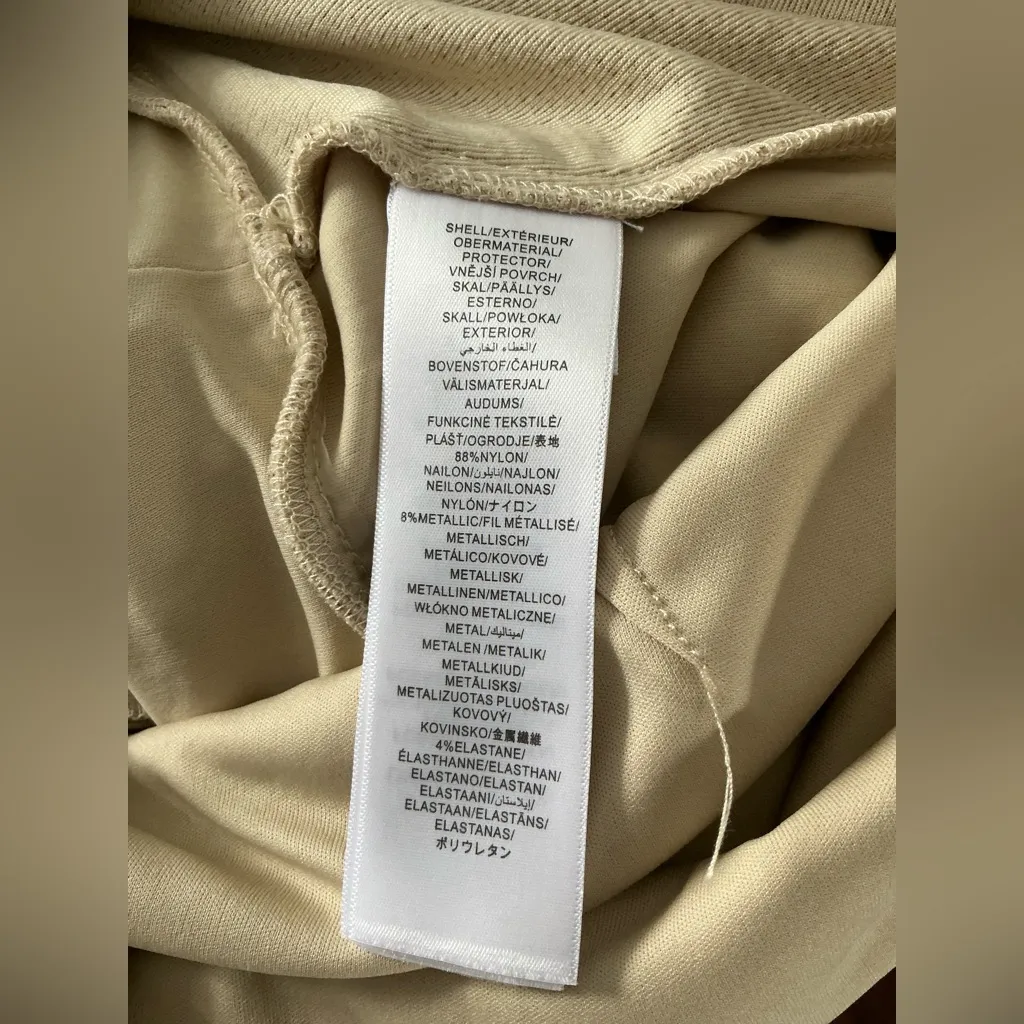 SHELL/EXTÉRIEUR/
OBERMATERIAL/
PROTECTOR/
VNĚJŠÍ POVRCH/
SKAL/PÄÄLLYS/
ESTERNO/
SKALL/POWŁOKA/
EXTERIOR/
الغطاء الخارجي/
BOVENSTOF/ČAHURA
VÄLISMATERJAL/
AUDUMS/
FUNKCINĖ TEKSTILĖ/
PLÁŠŤ/OGRODJE/表地
88%NYLON/
NAILON/نايلون/NAJLON/
NEILONS/NAILONAS/
NYLÓN/ナイロン
8%METALLIC/FIL MÉTALLISÉ/
METALLISCH/
METÁLICO/KOVOVÉ/
METALLISK/
METALLINEN/METALLICO/
WŁÓKNO METALICZNE/
METAL/ميتاليك/
METALEN /METALIK/
METALLKIUD/
METĀLISKS/
METALIZUOTAS PLUOŠTAS/
KOVOVÝ/
KOVINSKO/金属繊維
4%ELASTANE/
ÉLASTHANNE/ELASTHAN/
ELASTANO/ELASTAN/
ELASTAANI/إيلاستان/
ELASTAAN/ELASTĀNS/
ELASTANAS/
ポリウレタン